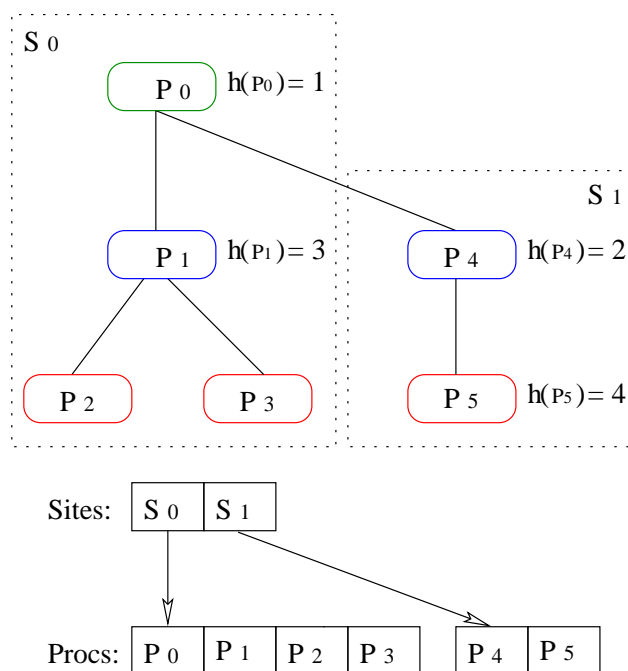 S 0
P 0 h(P0) = 1
S 1
P 1 h(P1) = 3
P 4 h(P4) = 2
P 2 P 3
P 5 h(P5) = 4
Sites: S 0 S 1
Procs: P 0 P 1 P 2 P 3 P 4 P 5